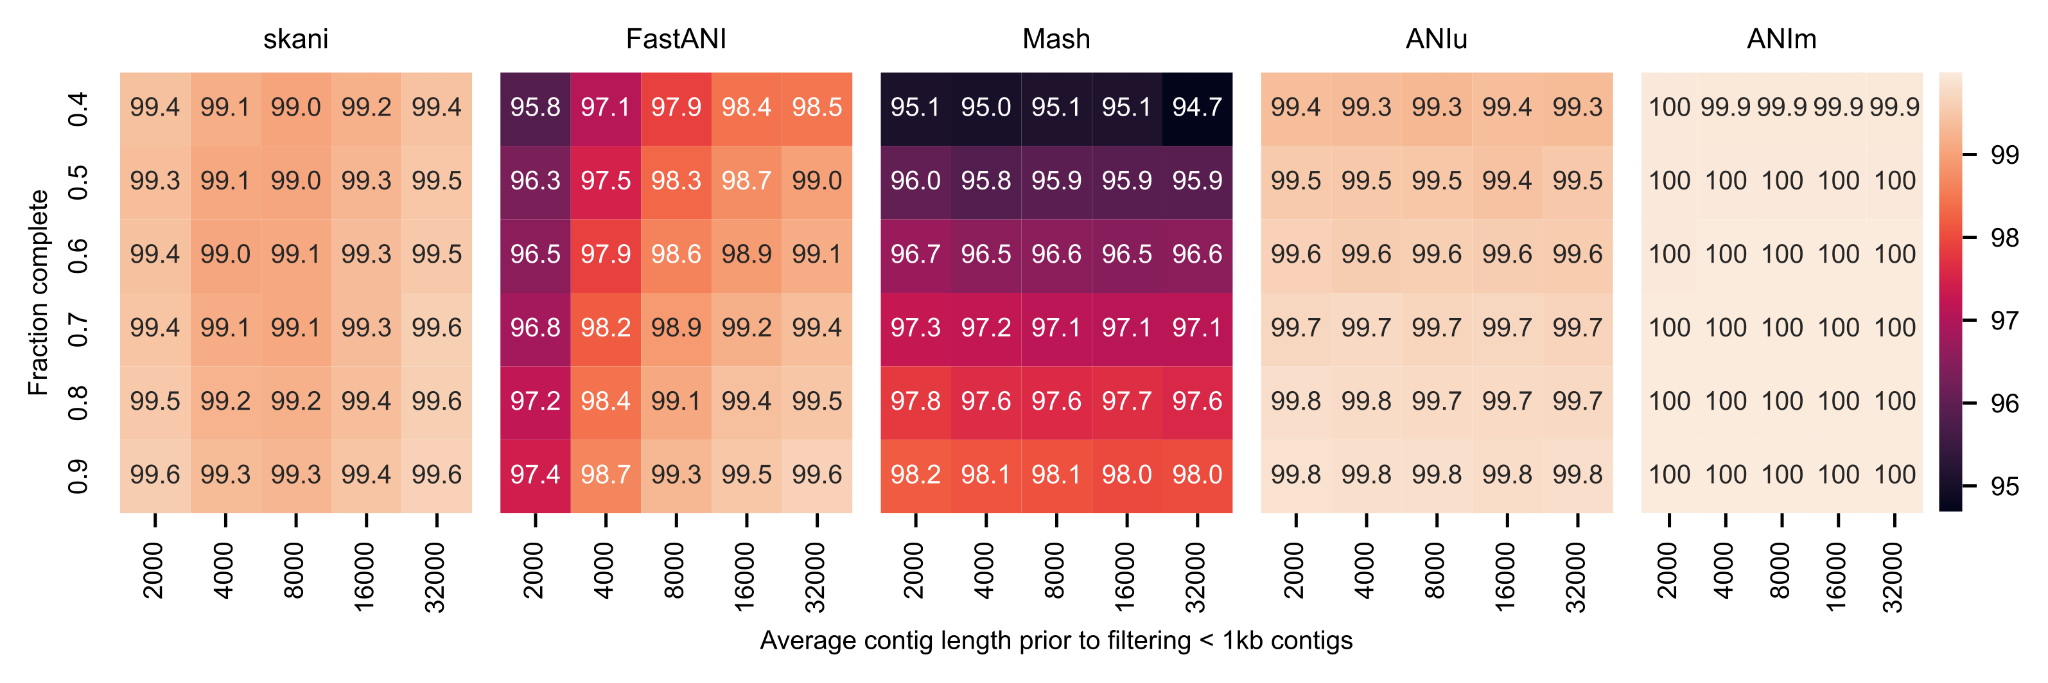 skani FastANI Mash ANIu ANIm
0.4 99.4 99.1 99.0 99.2 99.4 95.8 97.1 97.9 98.4 98.5 95.1 95.0 95.1 95.1 94.7 99.4 99.3 99.3 99.4 99.3 100 99.9 99.9 99.9 99.9
99
0.5 99.3 99.1 99.0 99.3 99.5 96.3 97.5 98.3 98.7 99.0 96.0 95.8 95.9 95.9 95.9 99.5 99.5 99.5 99.4 99.5 100 100 100 100 100
98
0.6 99.4 99.0 99.1 99.3 99.5 96.5 97.9 98.6 98.9 99.1 96.7 96.5 96.6 96.5 96.6 99.6 99.6 99.6 99.6 99.6 100 100 100 100 100
Fraction complete
97
0.7 99.4 99.1 99.1 99.3 99.6 96.8 98.2 98.9 99.2 99.4 97.3 97.2 97.1 97.1 97.1 99.7 99.7 99.7 99.7 99.7 100 100 100 100 100
96
0.8 99.5 99.2 99.2 99.4 99.6 97.2 98.4 99.1 99.4 99.5 97.8 97.6 97.6 97.7 97.6 99.8 99.8 99.7 99.7 99.7 100 100 100 100 100
0.9 99.6 99.3 99.3 99.4 99.6 97.4 98.7 99.3 99.5 99.6 98.2 98.1 98.1 98.0 98.0 99.8 99.8 99.8 99.8 99.8 100 100 100 100 100
95
2000 4000 8000 16000 32000 2000 4000 8000 16000 32000 2000 4000 8000 16000 32000 2000 4000 8000 16000 32000 2000 4000 8000 16000 32000
Average contig length prior to filtering < 1kb contigs